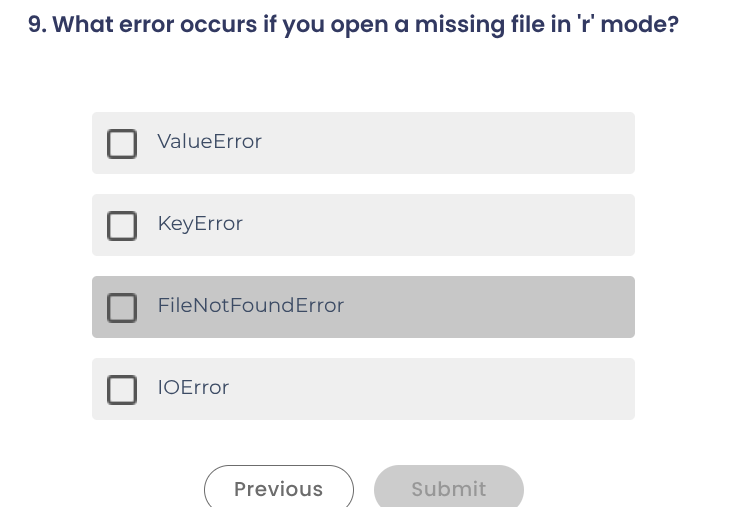 9. What error occurs if you open a missing file in 'r' mode?
ValueError
KeyError
FileNotFoundError
IOError
Previous
Submit